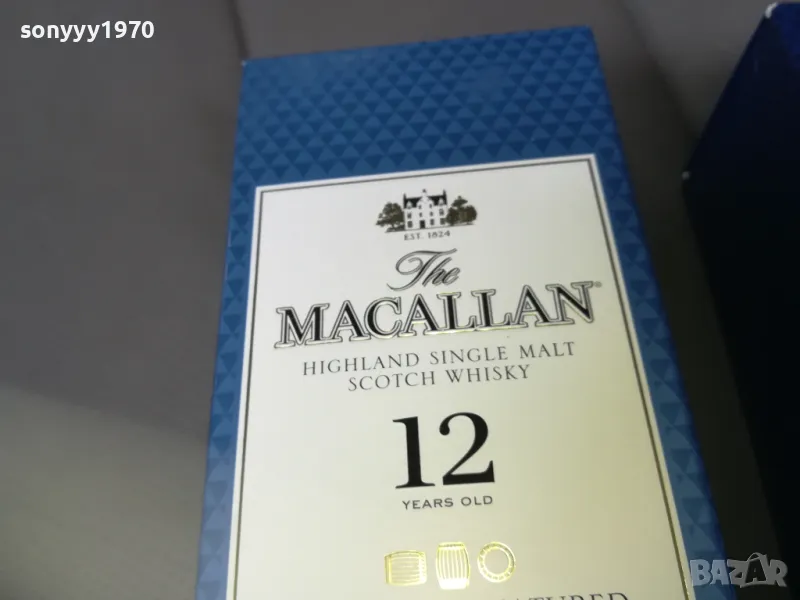 sonyyy1970
EST. 1824
The
MACALLAN®
HIGHLAND SINGLE MALT
SCOTCH WHISKY
12
YEARS OLD
BAZAR